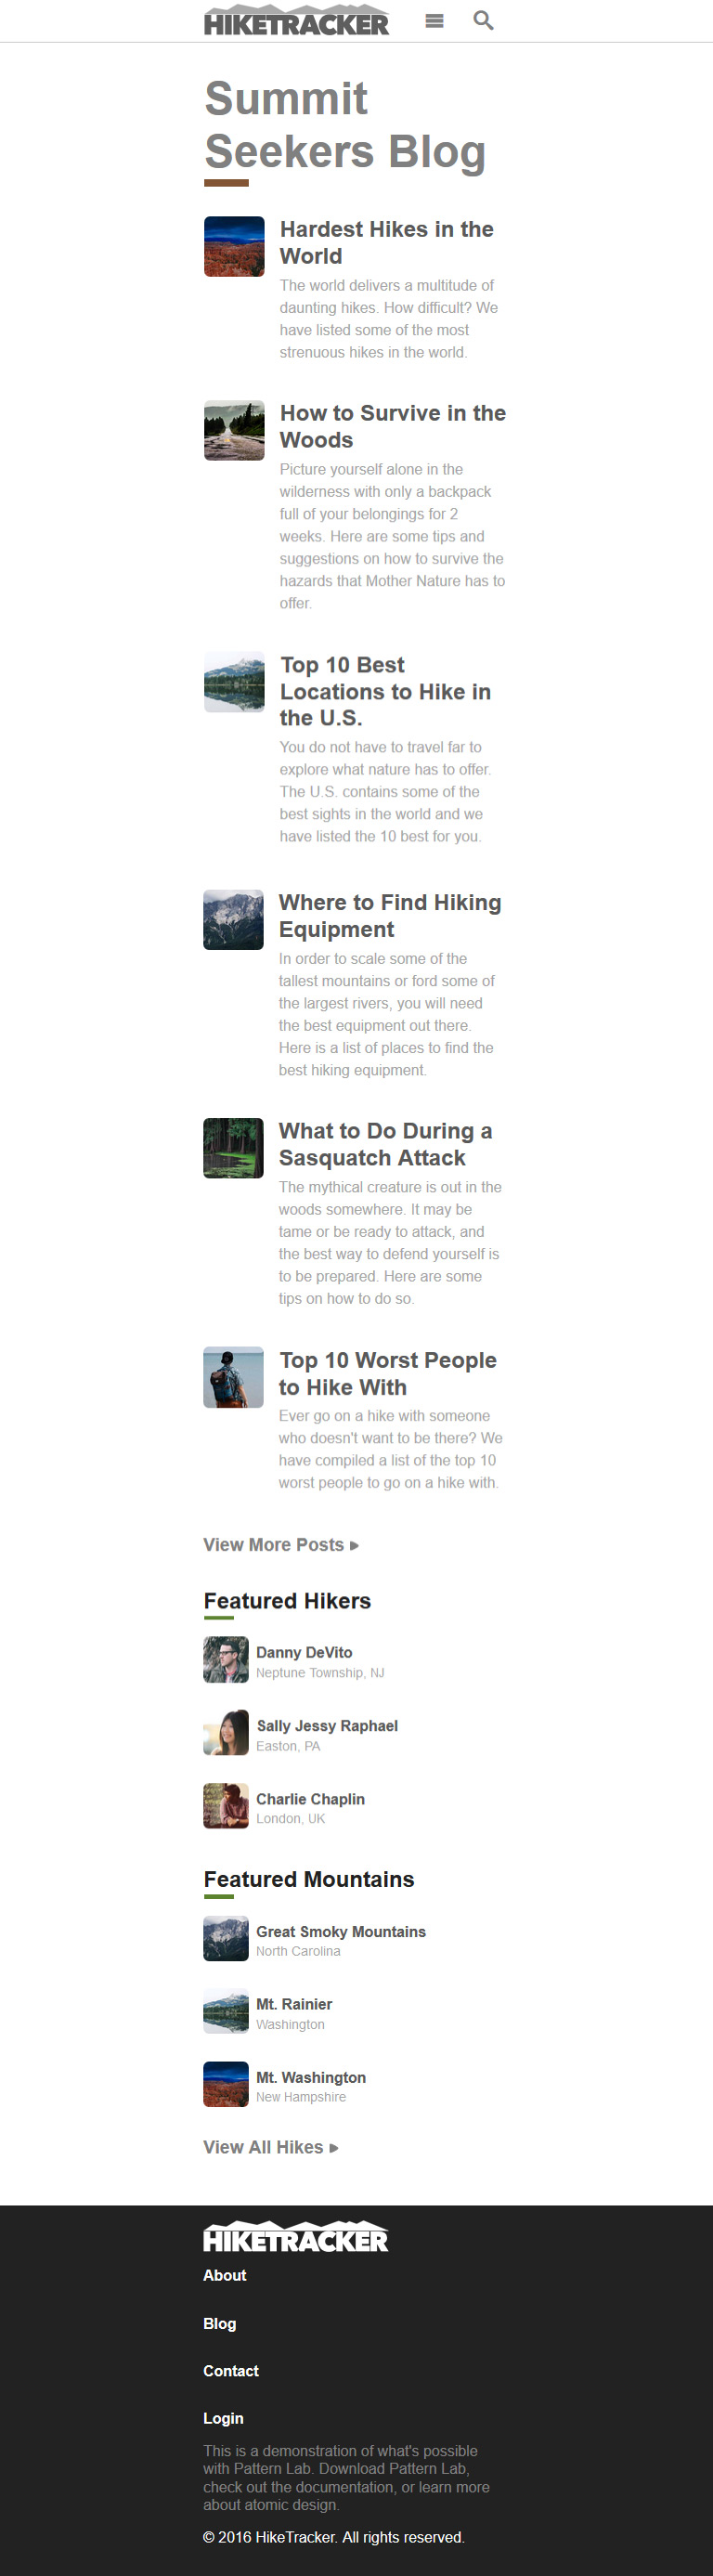 HIKETRACKER
Summit
Seekers Blog
Hardest Hikes in the
World
The world delivers a multitude of
daunting hikes. How difficult? We
have listed some of the most
strenuous hikes in the world.
How to Survive in the
Woods
Picture yourself alone in the
wilderness with only a backpack
full of your belongings for 2
weeks. Here are some tips and
suggestions on how to survive the
hazards that Mother Nature has to
offer.
Top 10 Best
Locations to Hike in
the U.S.
You do not have to travel far to
explore what nature has to offer.
The U.S. contains some of the
best sights in the world and we
have listed the 10 best for you.
Where to Find Hiking
Equipment
In order to scale some of the
tallest mountains or ford some of
the largest rivers, you will need
the best equipment out there.
Here is a list of places to find the
best hiking equipment.
What to Do During a
Sasquatch Attack
The mythical creature is out in the
woods somewhere. It may be
tame or be ready to attack, and
the best way to defend yourself is
to be prepared. Here are some
tips on how to do so.
Top 10 Worst People
to Hike With
Ever go on a hike with someone
who doesn't want to be there? We
have compiled a list of the top 10
worst people to go on a hike with.
View More Posts
Featured Hikers
Danny DeVito
Neptune Township, NJ
Sally Jessy Raphael
Easton, PA
Charlie Chaplin
London, UK
Featured Mountains
Great Smoky Mountains
North Carolina
Mt. Rainier
Washington
Mt. Washington
New Hampshire
View All Hikes
HIKETRACKER
About
Blog
Contact
Login
This is a demonstration of what's possible
with Pattern Lab. Download Pattern Lab,
check out the documentation, or learn more
about atomic design.
© 2016 HikeTracker. All rights reserved.